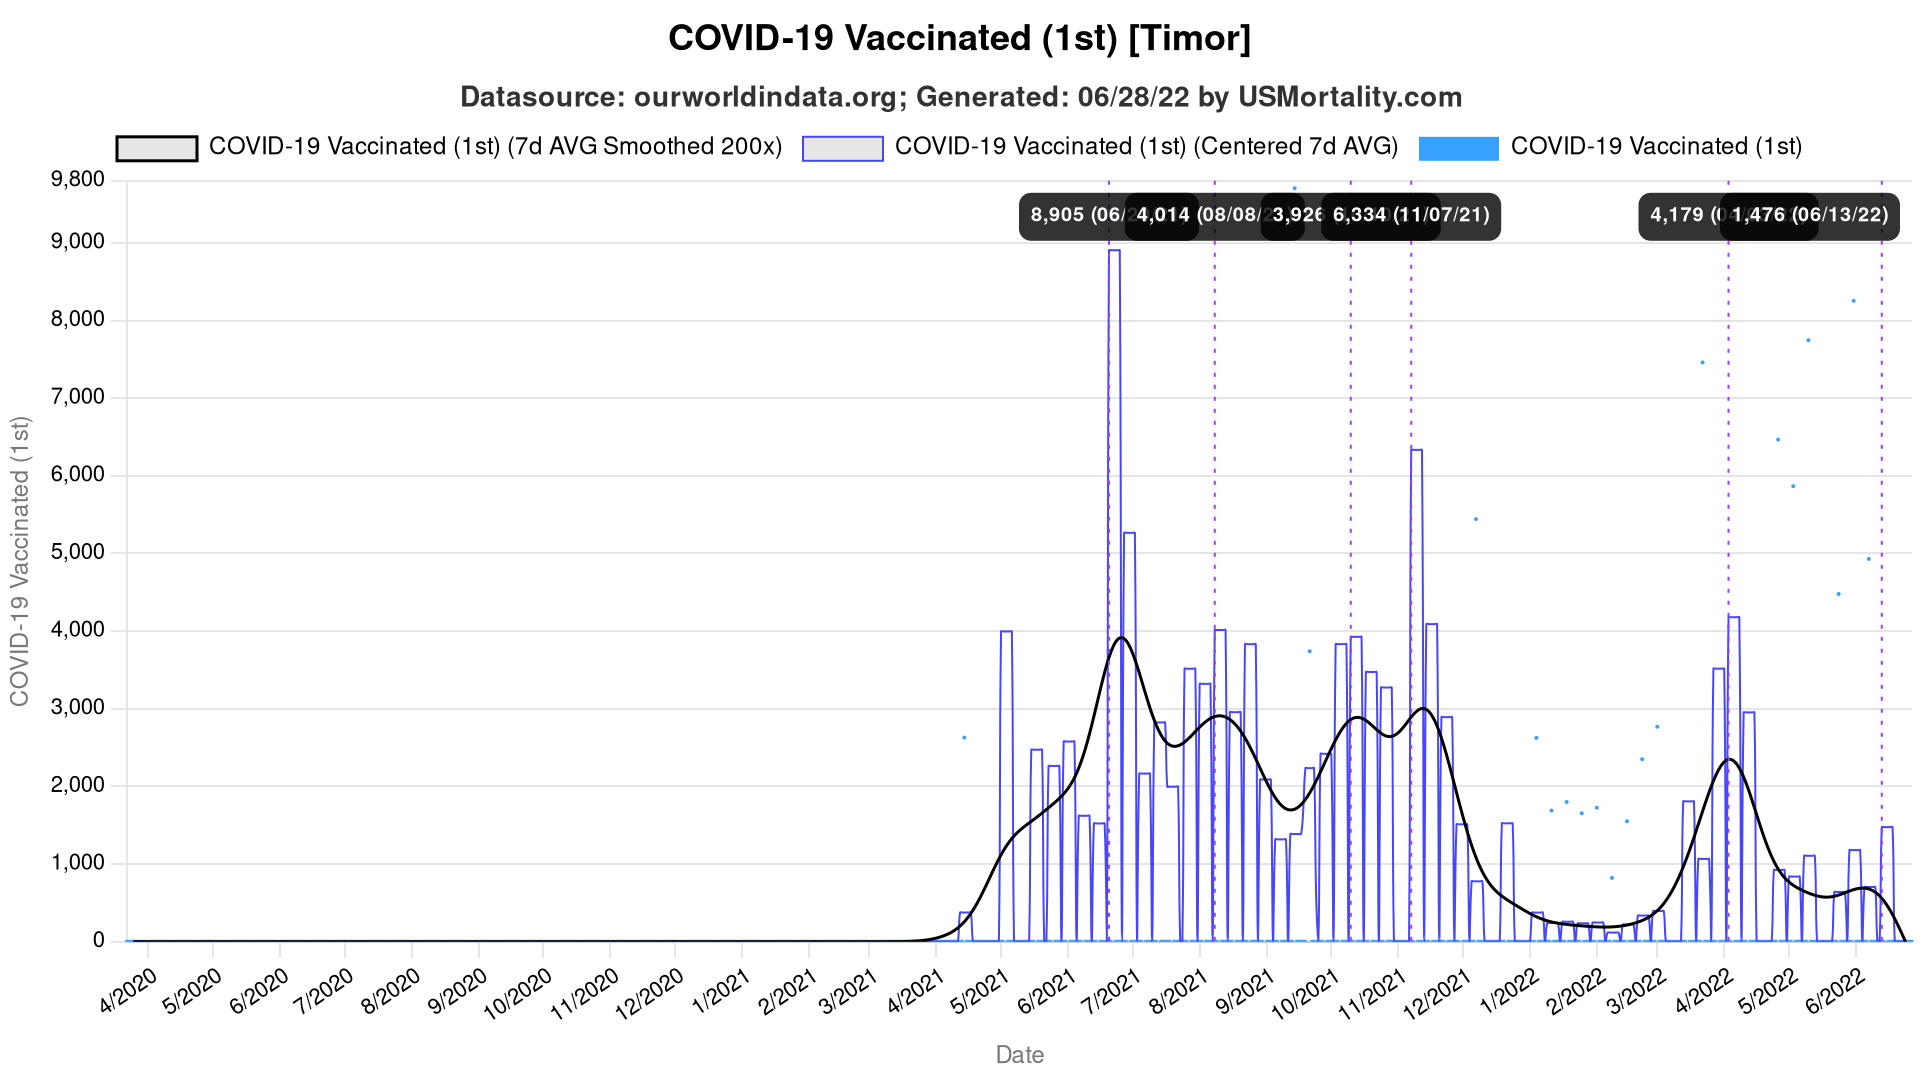 COVID-19 Vaccinated (1st) [Timor]
Datasource: ourworldindata.org; Generated: 06/28/22 by USMortality.com
COVID-19 Vaccinated (1st) (7d AVG Smoothed 200x) COVID-19 Vaccinated (1st) (Centered 7d AVG) COVID-19 Vaccinated (1st)
8,905 (06/ 4,014 (08/08/ 3,926 6,334 (11/07/21) 4,179 ( 1,476 (06/13/22)
9,800
9,000
8,000
7,000
6,000
5,000
4,000
3,000
2,000
1,000
0
COVID-19 Vaccinated (1st)
4/2020 5/2020 6/2020 7/2020 8/2020 9/2020 10/2020 11/2020 12/2020 1/2021 2/2021 3/2021 4/2021 5/2021 6/2021 7/2021 8/2021 9/2021 10/2021 11/2021 12/2021 1/2022 2/2022 3/2022 4/2022 5/2022 6/2022
Date